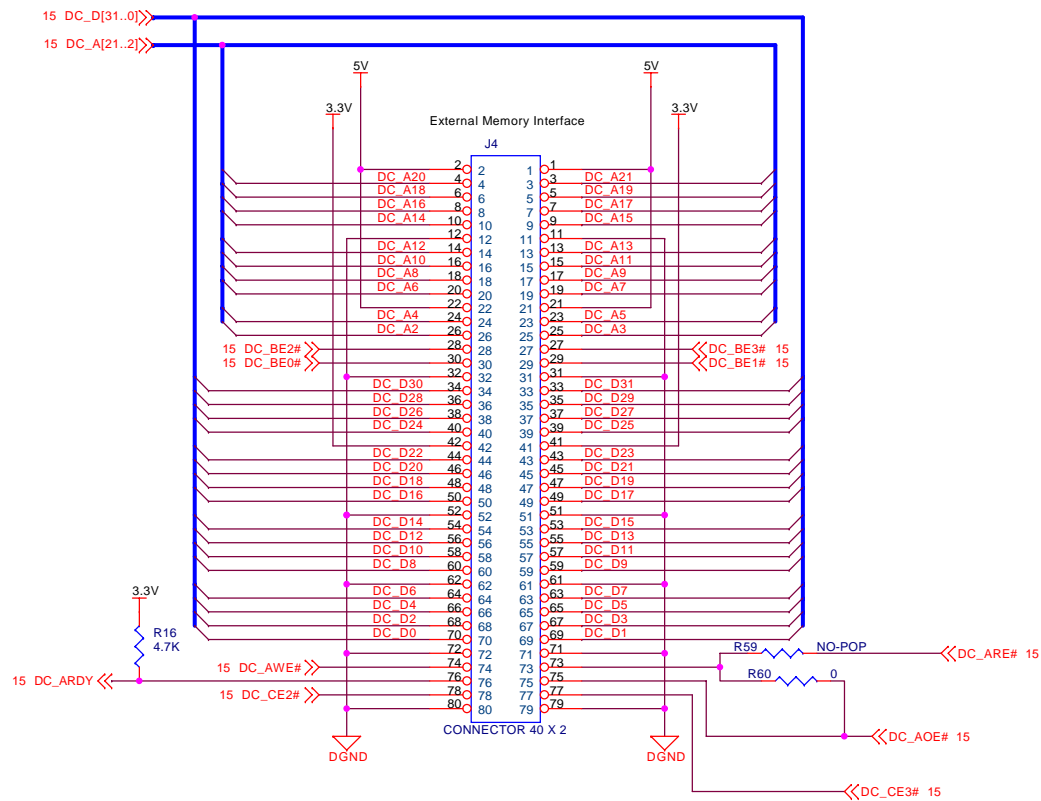 15 DC_D[31..0]
15 DC_A[21..2]
5V 5V
3.3V 3.3V
External Memory Interface
J4
2 2 1 1
DC_A20 4 4 3 3 DC_A21
DC_A18 6 6 5 5 DC_A19
DC_A16 8 8 7 7 DC_A17
DC_A14 10 10 9 9 DC_A15
12 12 11 11
DC_A12 14 14 13 13 DC_A13
DC_A10 16 16 15 15 DC_A11
DC_A8 18 18 17 17 DC_A9
DC_A6 20 20 19 19 DC_A7
22 22 21 21
DC_A4 24 24 23 23 DC_A5
DC_A2 26 26 25 25 DC_A3
15 DC_BE2# 28 28 27 27 DC_BE3# 15
15 DC_BE0# 30 30 29 29 DC_BE1# 15
32 32 31 31
DC_D30 34 34 33 33 DC_D31
DC_D28 36 36 35 35 DC_D29
DC_D26 38 38 37 37 DC_D27
DC_D24 40 40 39 39 DC_D25
42 42 41 41
DC_D22 44 44 43 43 DC_D23
DC_D20 46 46 45 45 DC_D21
DC_D18 48 48 47 47 DC_D19
DC_D16 50 50 49 49 DC_D17
52 52 51 51
DC_D14 54 54 53 53 DC_D15
DC_D12 56 56 55 55 DC_D13
DC_D10 58 58 57 57 DC_D11
DC_D8 60 60 59 59 DC_D9
62 62 61 61
DC_D6 64 64 63 63 DC_D7
DC_D4 66 66 65 65 DC_D5
DC_D2 68 68 67 67 DC_D3
DC_D0 70 70 69 69 DC_D1
3.3V
R16
4.7K
72 72 71 71
R59 NO-POP DC_ARE# 15
15 DC_AWE# 74 74 73 73
R60 0
15 DC_ARDY 76 76 75 75
15 DC_CE2# 78 78 77 77
80 80 79 79
CONNECTOR 40 X 2
DC_AOE# 15
DGND DGND
DC_CE3# 15